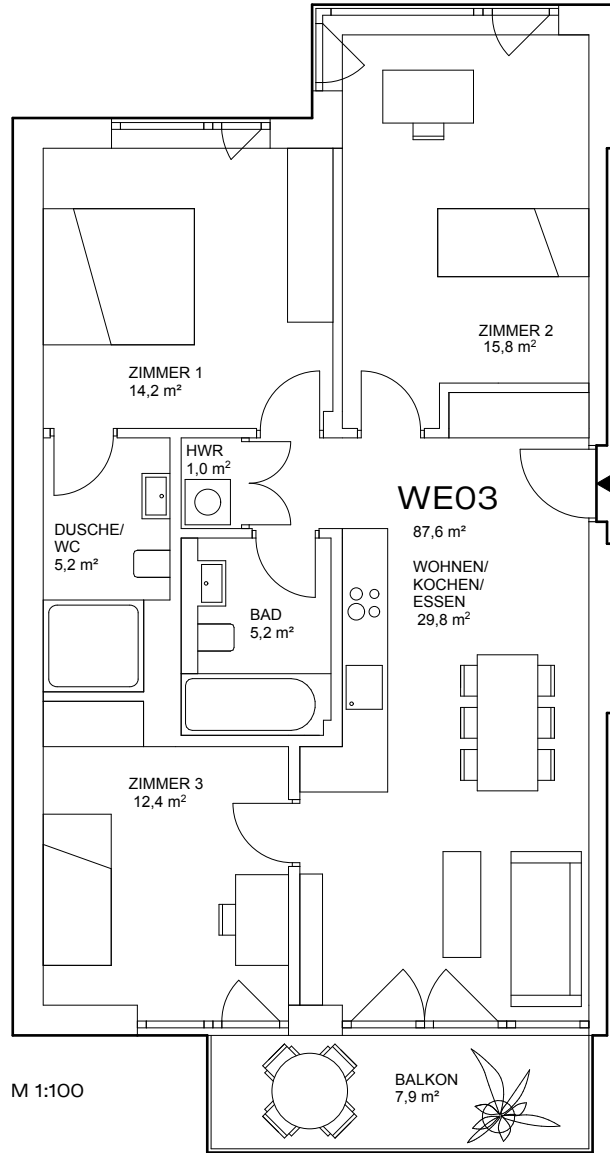 ZIMMER 2
15,8 m²
ZIMMER 1
14,2 m²
HWR
1,0 m²
WE03
87,6 m²
DUSCHE/
WC
5,2 m²
WOHNEN/
KOCHEN/
ESSEN
29,8 m²
BAD
5,2 m²
ZIMMER 3
12,4 m²
BALKON
7,9 m²
M 1:100